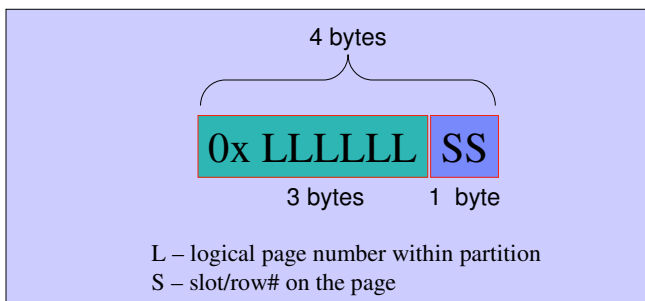 4 bytes
0x LLLLLL SS
3 bytes 1 byte
L – logical page number within partition
S – slot/row# on the page